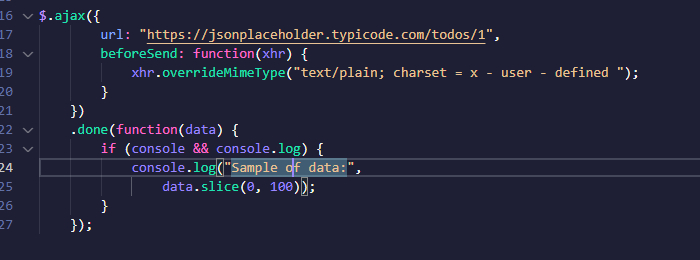 16 $.ajax({
17 url: "https://jsonplaceholder.typicode.com/todos/1",
18 beforeSend: function(xhr) {
19 xhr.overrideMimeType("text/plain; charset = x - user - defined ");
20 }
21 })
22 .done(function(data) {
23 if (console && console.log) {
24 console.log("Sample of data:",
25 data.slice(0, 100));
26 }
27 });